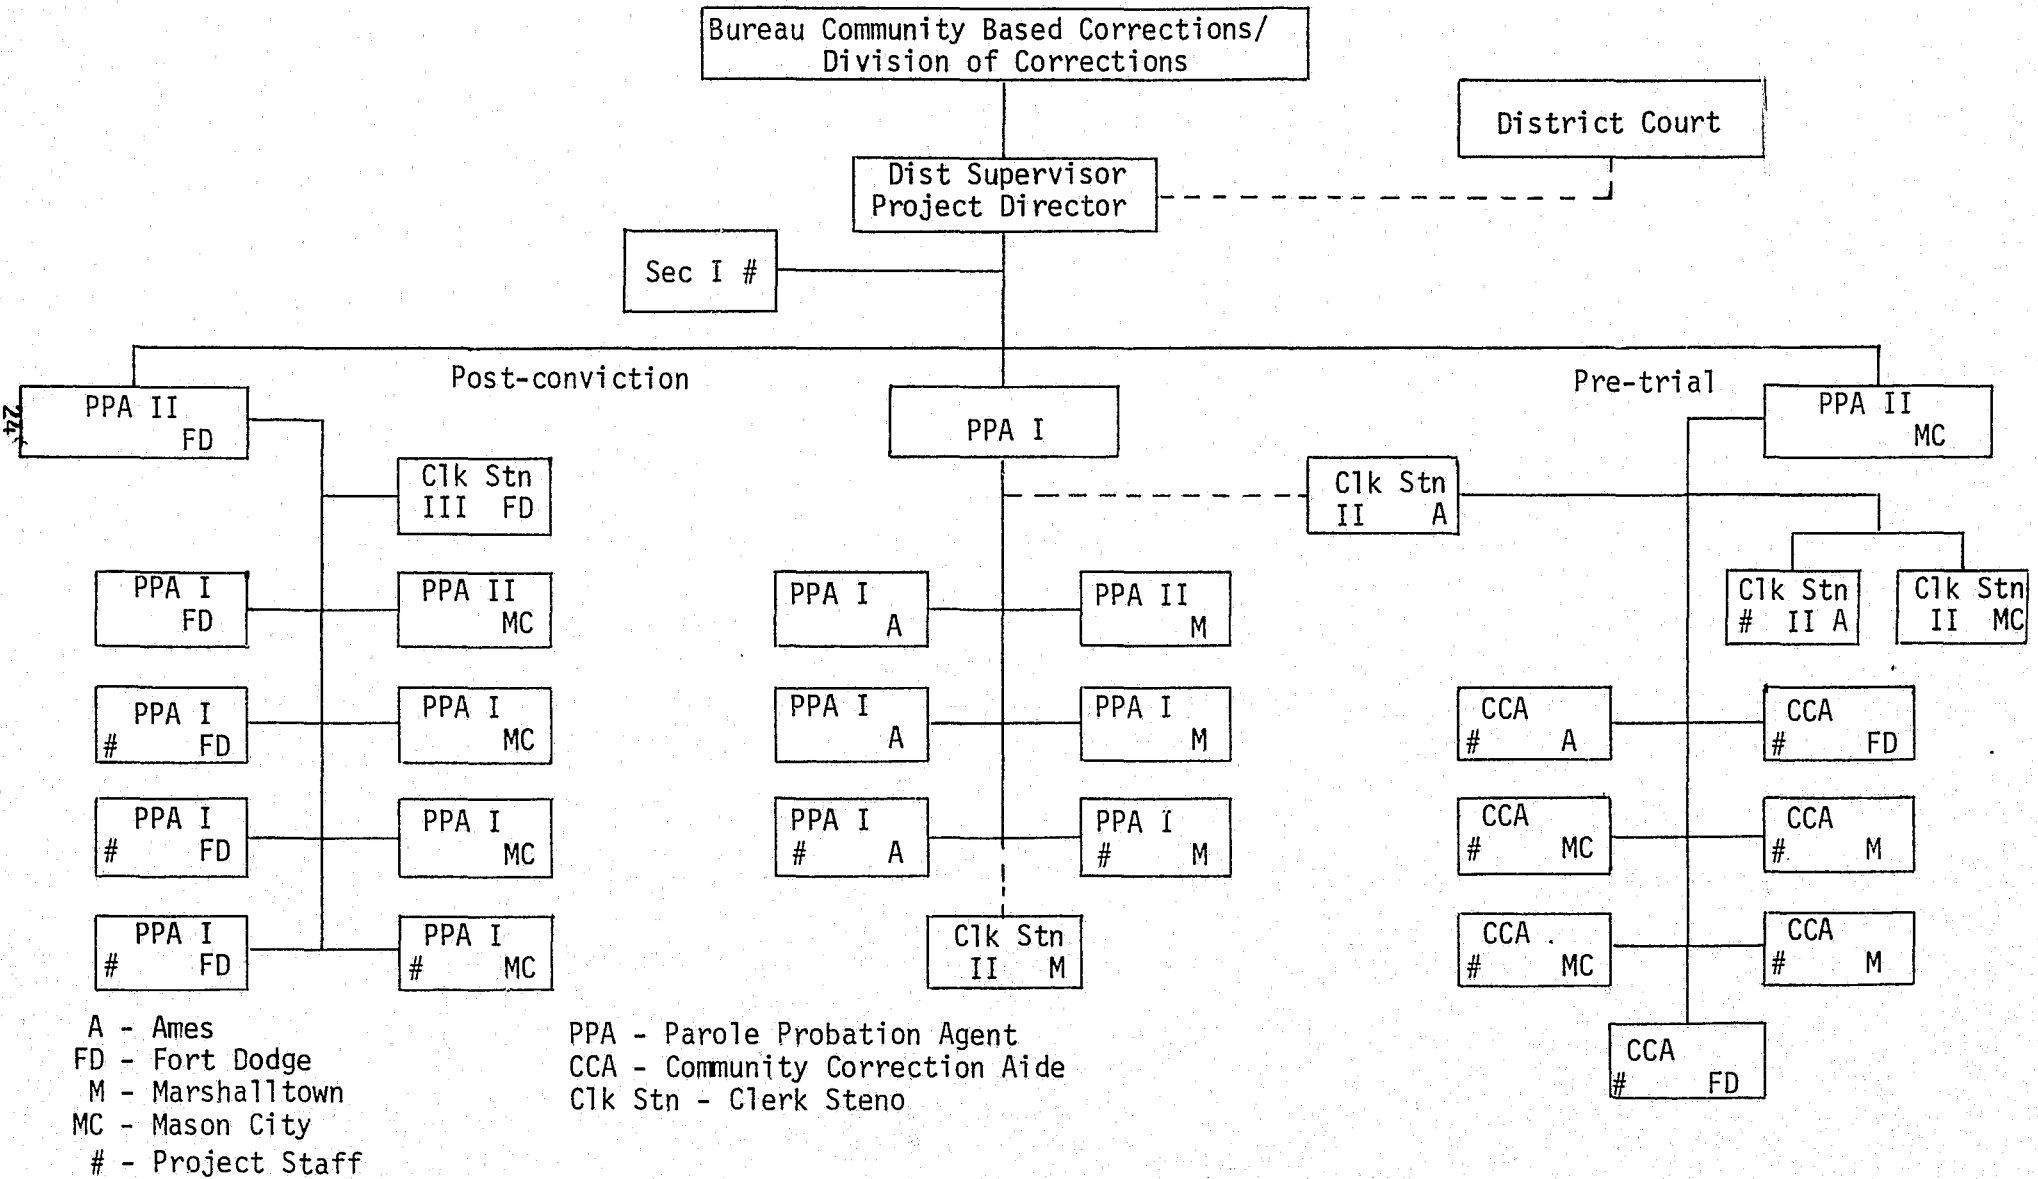 Bureau Community Based Corrections/
Division of Corrections
District Court
Dist Supervisor
Project Director
Sec I #
Post-conviction
Pre-trial
24
PPA II
FD
PPA I
PPA II
MC
Clk Stn
III FD
Clk Stn
II A
Clk Stn
# II A
Clk Stn
II MC
PPA I
FD
PPA II
MC
PPA I
A
PPA II
M
PPA I
# FD
PPA I
MC
PPA I
A
PPA I
M
CCA
# A
CCA
# FD
PPA I
# FD
PPA I
MC
PPA I
# A
PPA I
# M
CCA
# MC
CCA
# M
PPA I
# FD
PPA I
# MC
Clk Stn
II M
CCA
# MC
CCA
# M
CCA
# FD
A - Ames
FD - Fort Dodge
M - Marshalltown
MC - Mason City
# - Project Staff
PPA - Parole Probation Agent
CCA - Community Correction Aide
Clk Stn - Clerk Steno